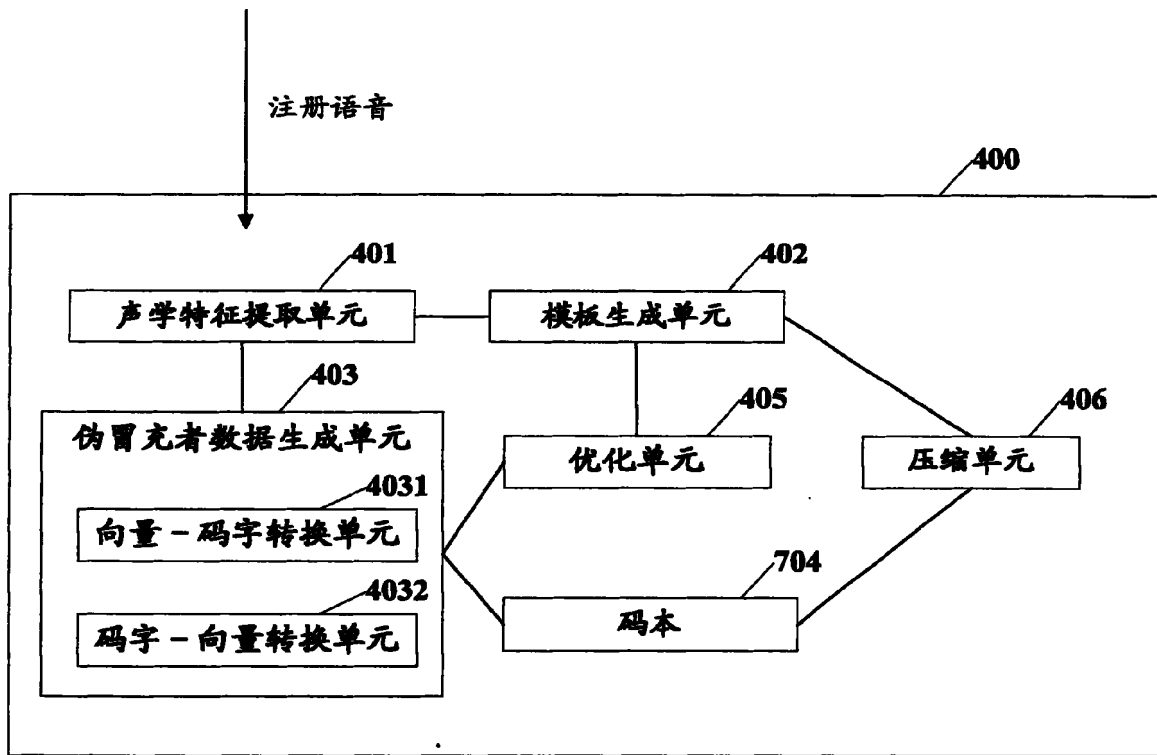 注册语音
400
401
声学特征提取单元
402
模板生成单元
403
伪冒充者数据生成单元
4031
向量－码字转换单元
4032
码字－向量转换单元
405
优化单元
406
压缩单元
704
码本